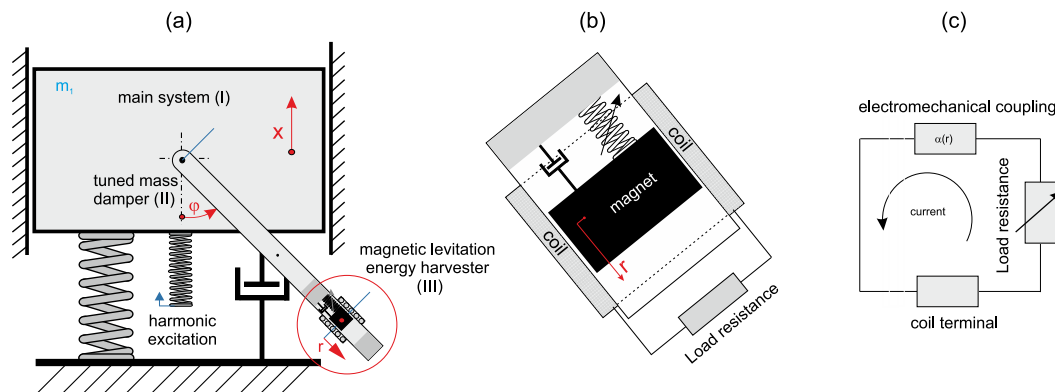 (a)
m₁
main system (I)
x
tuned mass
damper (II)
φ
magnetic levitation
energy harvester
(III)
harmonic
excitation
r
(b)
coil
magnet
coil
r
Load resistance
(c)
electromechanical coupling
α(r)
current
Load resistance
coil terminal